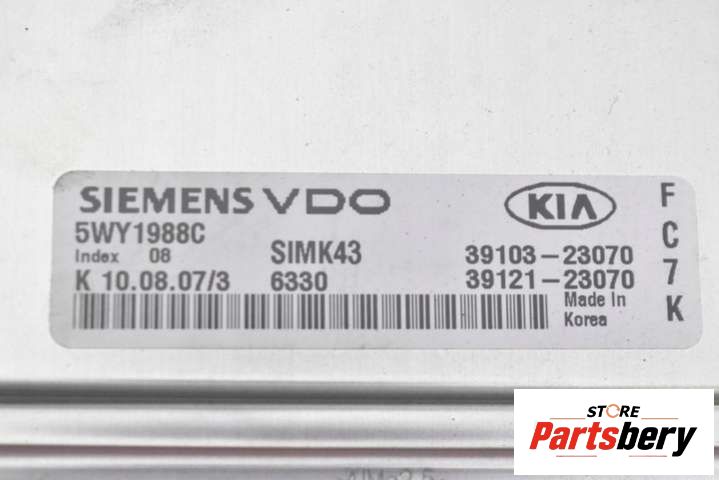 SIEMENS VDO
KIA
5WY1988C
Index 08
SIMK43
39103-23070
K 10.08.07/3
6330
39121-23070
Made In
Korea
F
C
7
K
STORE
Partsbery